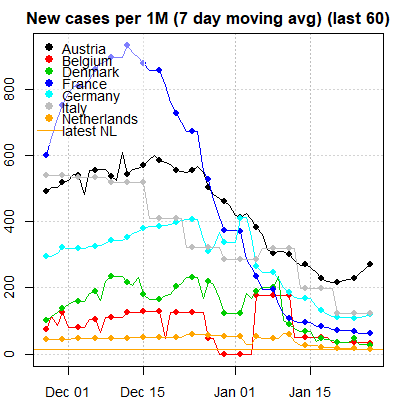 New cases per 1M (7 day moving avg) (last 60)
Austria
Belgium
Denmark
France
Germany
Italy
Netherlands
latest NL
800
600
400
200
0
Dec 01 Dec 15 Jan 01 Jan 15